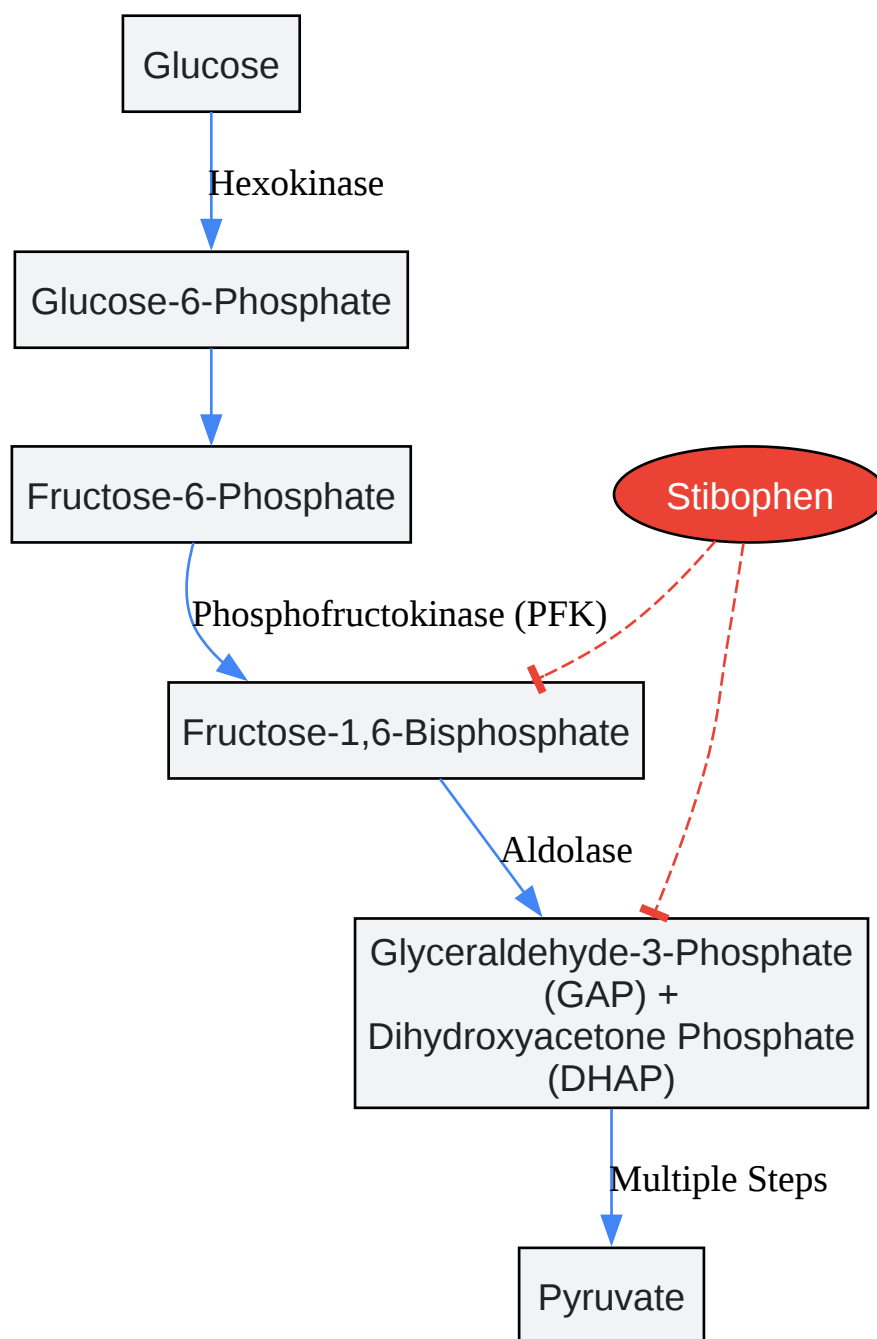 Glucose
Hexokinase
Glucose-6-Phosphate
Fructose-6-Phosphate
Stibophen
Phosphofructokinase (PFK)
Fructose-1,6-Bisphosphate
Aldolase
Glyceraldehyde-3-Phosphate
(GAP) +
Dihydroxyacetone Phosphate
(DHAP)
Multiple Steps
Pyruvate